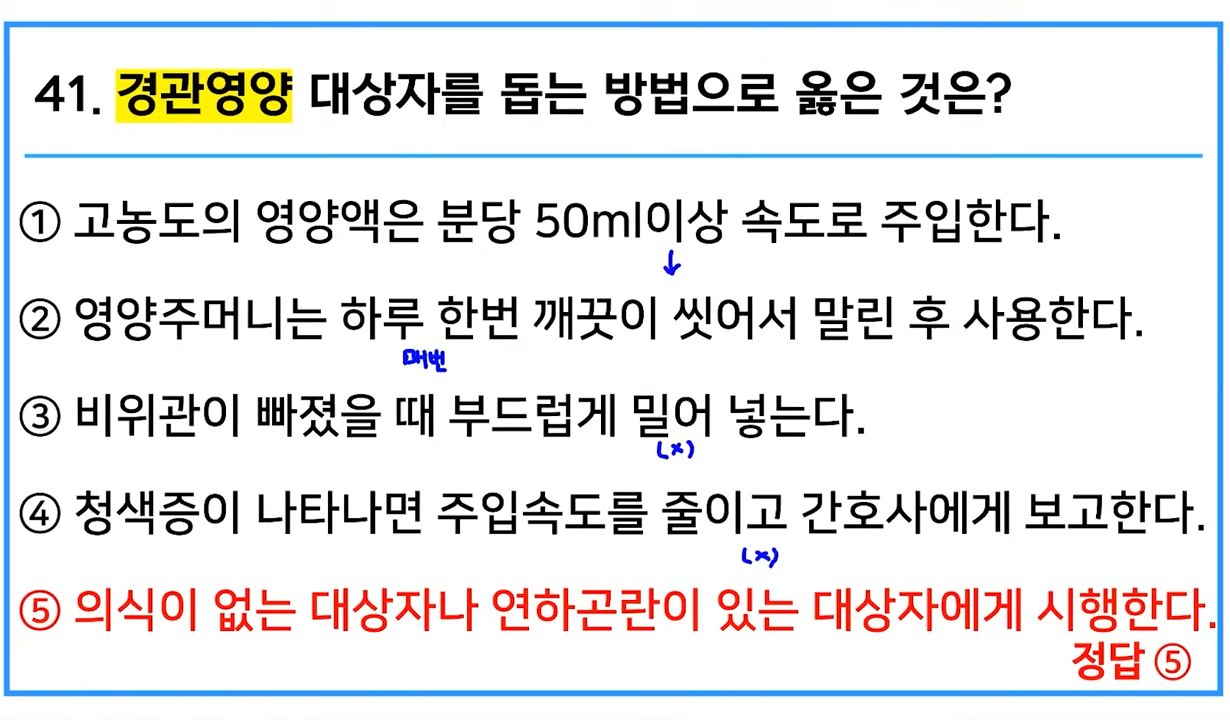 41. 경관영양 대상자를 돕는 방법으로 옳은 것은?
① 고농도의 영양액은 분당 50ml이상 속도로 주입한다.
↓
② 영양주머니는 하루 한번 깨끗이 씻어서 말린 후 사용한다.
매번
③ 비위관이 빠졌을 때 부드럽게 밀어 넣는다.
(x)
④ 청색증이 나타나면 주입속도를 줄이고 간호사에게 보고한다.
(x)
⑤ 의식이 없는 대상자나 연하곤란이 있는 대상자에게 시행한다.
정답 ⑤